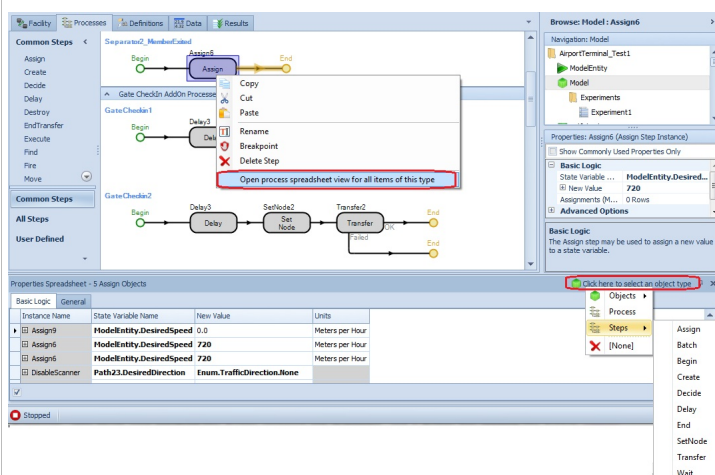 Facility
Processes
Definitions
Data
Results
Common Steps
Assign
Create
Decide
Delay
Destroy
EndTransfer
Execute
Find
Fire
Move
Common Steps
All Steps
User Defined
Separator2_MemberExited
Begin
Assign6
Assign
End
Gate CheckIn AddOn Processe
GateCheckin1
Begin
Delay3
Dela
Copy
Cut
Paste
Rename
Breakpoint
Delete Step
Open process spreadsheet view for all items of this type
GateCheckin2
Begin
Delay3
Delay
SetNode2
Set
Node
Transfer2
Transfer
OK
Failed
End
End
Browse: Model : Assign6
Navigation: Model
AirportTerminal_Test1
ModelEntity
Model
Experiments
Experiment1
Properties: Assign6 (Assign Step Instance)
Show Commonly Used Properties Only
Basic Logic
State Variable ... ModelEntity.Desired...
New Value 720
Assignments (M... 0 Rows
Advanced Options
Basic Logic
The Assign step may be used to assign a new value
to a state variable.
Properties Spreadsheet - 5 Assign Objects
Click here to select an object type
Basic Logic General
Instance Name State Variable Name New Value Units
Assign9 ModelEntity.DesiredSpeed 0.0 Meters per Hour
Assign6 ModelEntity.DesiredSpeed 720 Meters per Hour
Assign6 ModelEntity.DesiredSpeed 720 Meters per Hour
DisableScanner Path23.DesiredDirection Enum.TrafficDirection.None
Objects
Process
Steps
[None]
Assign
Batch
Begin
Create
Decide
Delay
End
SetNode
Transfer
Wait
Stopped